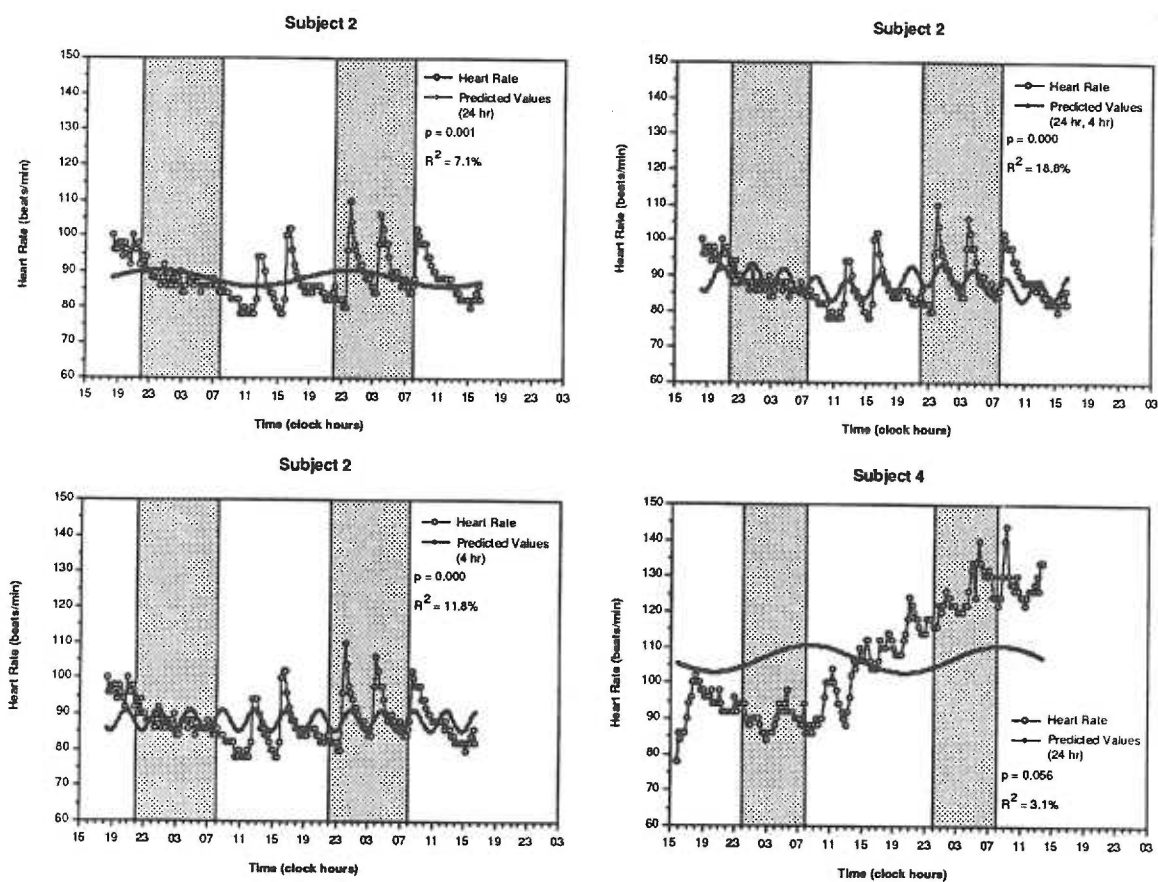 Subject 2
150
140
130
120
110
100
90
80
70
60
Heart Rate (beats/min)
Heart Rate
Predicted Values
(24 hr)
p = 0.001
R² = 7.1%
15 19 23 03 07 11 15 19 23 03 07 11 15 19 23 03
Time (clock hours)
Subject 2
150
140
130
120
110
100
90
80
70
60
Heart Rate (beats/min)
Heart Rate
Predicted Values
(24 hr, 4 hr)
p = 0.000
R² = 18.8%
15 19 23 03 07 11 15 19 23 03 07 11 15 19 23 03
Time (clock hours)
Subject 2
150
140
130
120
110
100
90
80
70
60
Heart Rate (beats/min)
Heart Rate
Predicted Values
(4 hr)
p = 0.000
R² = 11.8%
15 19 23 03 07 11 15 19 23 03 07 11 15 19 23 03
Time (clock hours)
Subject 4
150
140
130
120
110
100
90
80
70
60
Heart Rate (beats/min)
Heart Rate
Predicted Values
(24 hr)
p = 0.056
R² = 3.1%
15 19 23 03 07 11 15 19 23 03 07 11 15 19 23 03
Time (clock hours)